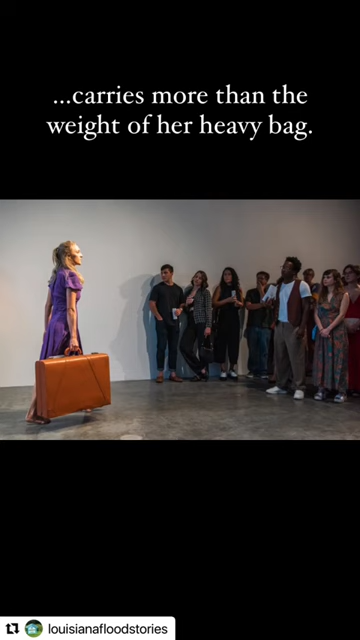 ...carries more than the
weight of her heavy bag.
louisianafloodstories